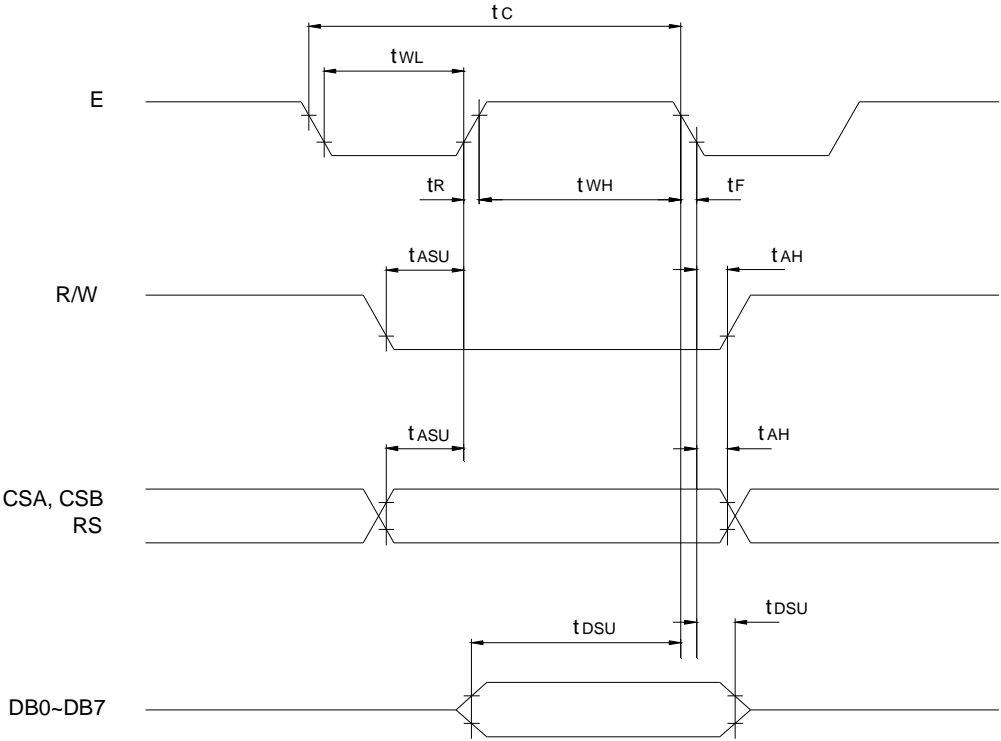 tC
tWL
E
tR
tWH
tF
tASU
tAH
R/W
tASU
tAH
CSA, CSB
RS
tDSU
tDSU
DB0~DB7